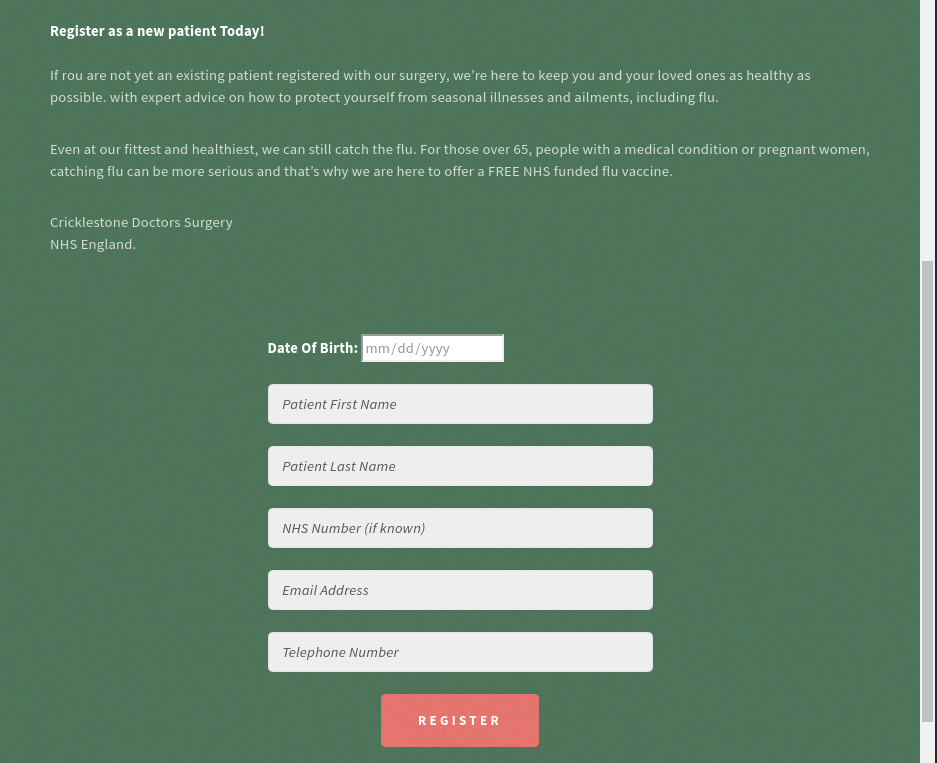 Register as a new patient Today!
If rou are not yet an existing patient registered with our surgery, we’re here to keep you and your loved ones as healthy as
possible. with expert advice on how to protect yourself from seasonal illnesses and ailments, including flu.
Even at our fittest and healthiest, we can still catch the flu. For those over 65, people with a medical condition or pregnant women,
catching flu can be more serious and that’s why we are here to offer a FREE NHS funded flu vaccine.
Cricklestone Doctors Surgery
NHS England.
Date Of Birth: mm/dd/yyyy
Patient First Name
Patient Last Name
NHS Number (if known)
Email Address
Telephone Number
REGISTER